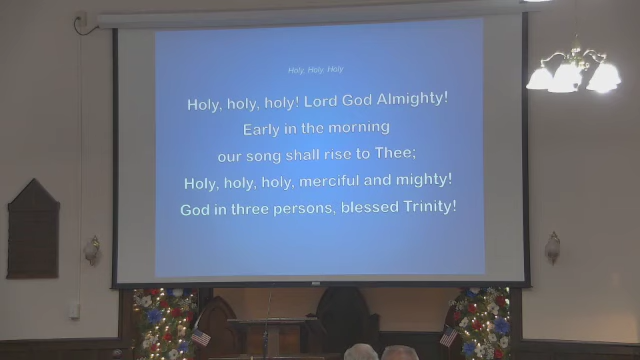 Holy, Holy, Holy
Holy, holy, holy! Lord God Almighty!
Early in the morning
our song shall rise to Thee;
Holy, holy, holy, merciful and mighty!
God in three persons, blessed Trinity!